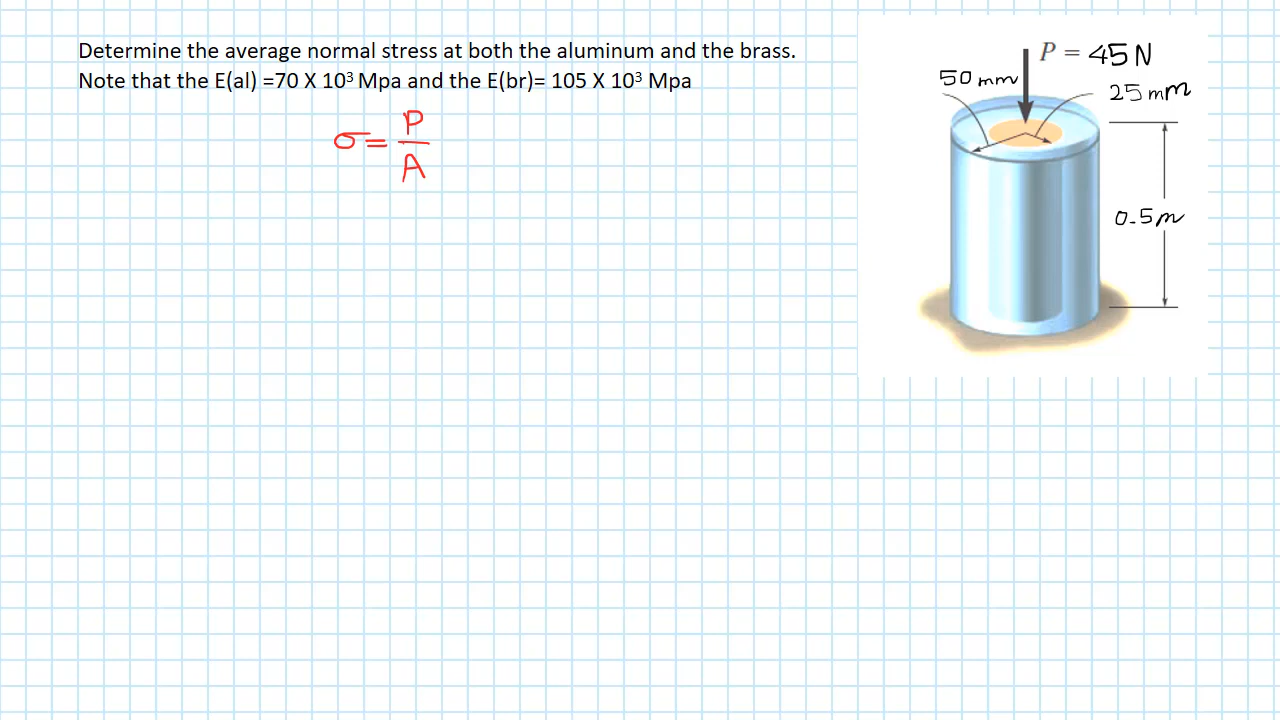 Determine the average normal stress at both the aluminum and the brass.
Note that the E(al) =70 X 10³ Mpa and the E(br)= 105 X 10³ Mpa
σ = P/A
P = 45 N
50 mm
25 mm
0.5m